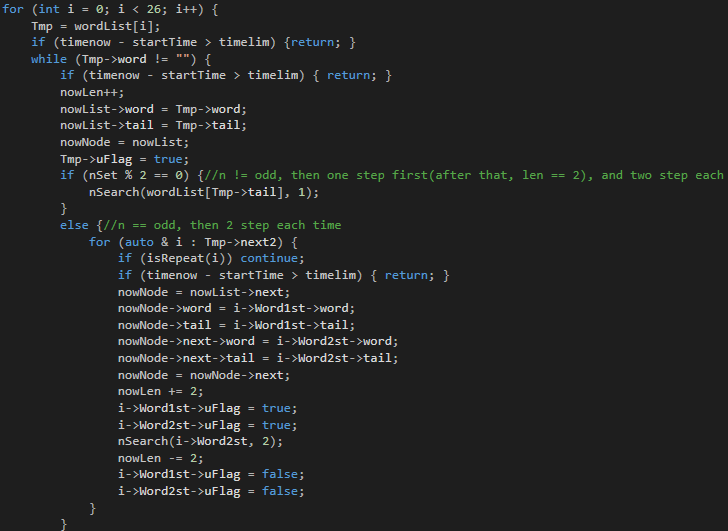 for (int i = 0; i < 26; i++) {
    Tmp = wordList[i];
    if (timenow - startTime > timelim) {return; }
    while (Tmp->word != "") {
        if (timenow - startTime > timelim) { return; }
        nowLen++;
        nowList->word = Tmp->word;
        nowList->tail = Tmp->tail;
        nowNode = nowList;
        Tmp->uFlag = true;
        if (nSet % 2 == 0) {//n != odd, then one step first(after that, len == 2), and two step each
            nSearch(wordList[Tmp->tail], 1);
        }
        else {//n == odd, then 2 step each time
            for (auto & i : Tmp->next2) {
                if (isRepeat(i)) continue;
                if (timenow - startTime > timelim) { return; }
                nowNode = nowList->next;
                nowNode->word = i->Word1st->word;
                nowNode->tail = i->Word1st->tail;
                nowNode->next->word = i->Word2st->word;
                nowNode->next->tail = i->Word2st->tail;
                nowNode = nowNode->next;
                nowLen += 2;
                i->Word1st->uFlag = true;
                i->Word2st->uFlag = true;
                nSearch(i->Word2st, 2);
                nowLen -= 2;
                i->Word1st->uFlag = false;
                i->Word2st->uFlag = false;
            }
        }